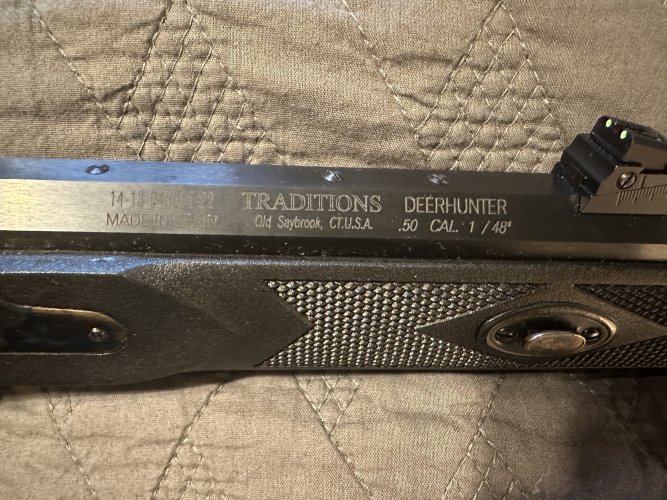 MADE IN SPAIN
TRADITIONS
Old Saybrook, CT.U.S.A.
DEERHUNTER
.50 CAL. 1 / 48"